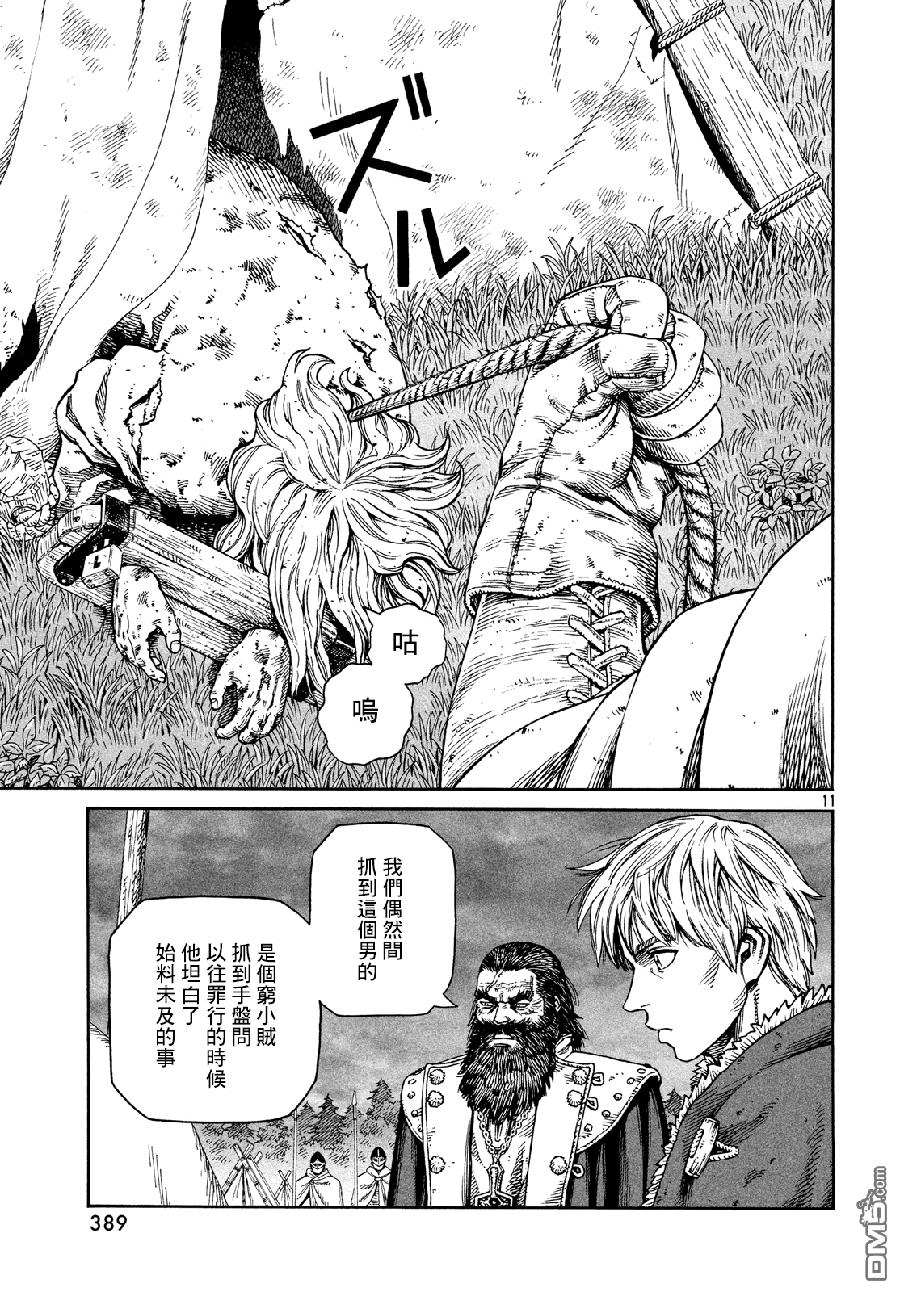 ズル
咕
嗚
11
我們偶然間
抓到這個男的
是個窮小賊
抓到手盤問
以往罪行的時候
他坦白了
始料未及的事
389
DM5.com